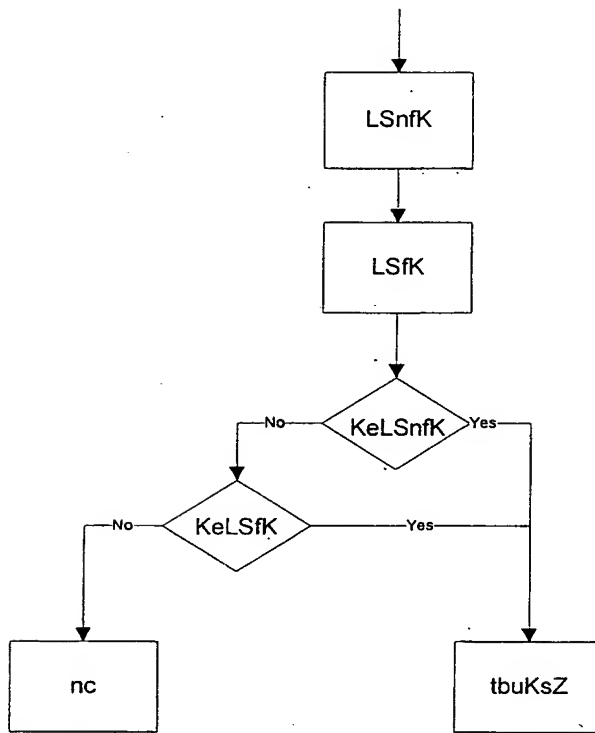 LSnfK
LSfK
No
KeLSnfK
Yes
No
KeLSfK
Yes
nc
tbuKsZ